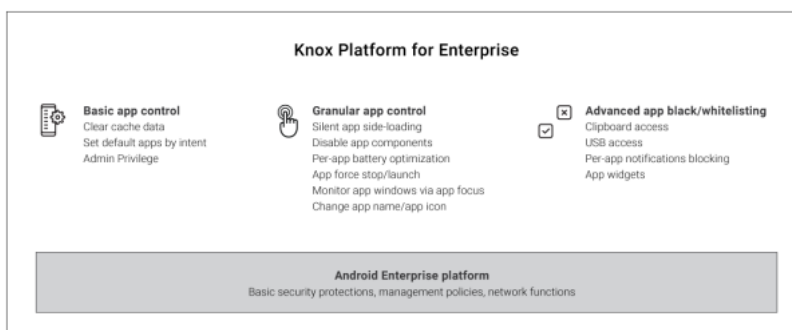 Knox Platform for Enterprise
Basic app control
Clear cache data
Set default apps by intent
Admin Privilege
Granular app control
Silent app side-loading
Disable app components
Per-app battery optimization
App force stop/launch
Monitor app windows via app focus
Change app name/app icon
Advanced app black/whitelisting
Clipboard access
USB access
Per-app notifications blocking
App widgets
Android Enterprise platform
Basic security protections, management policies, network functions